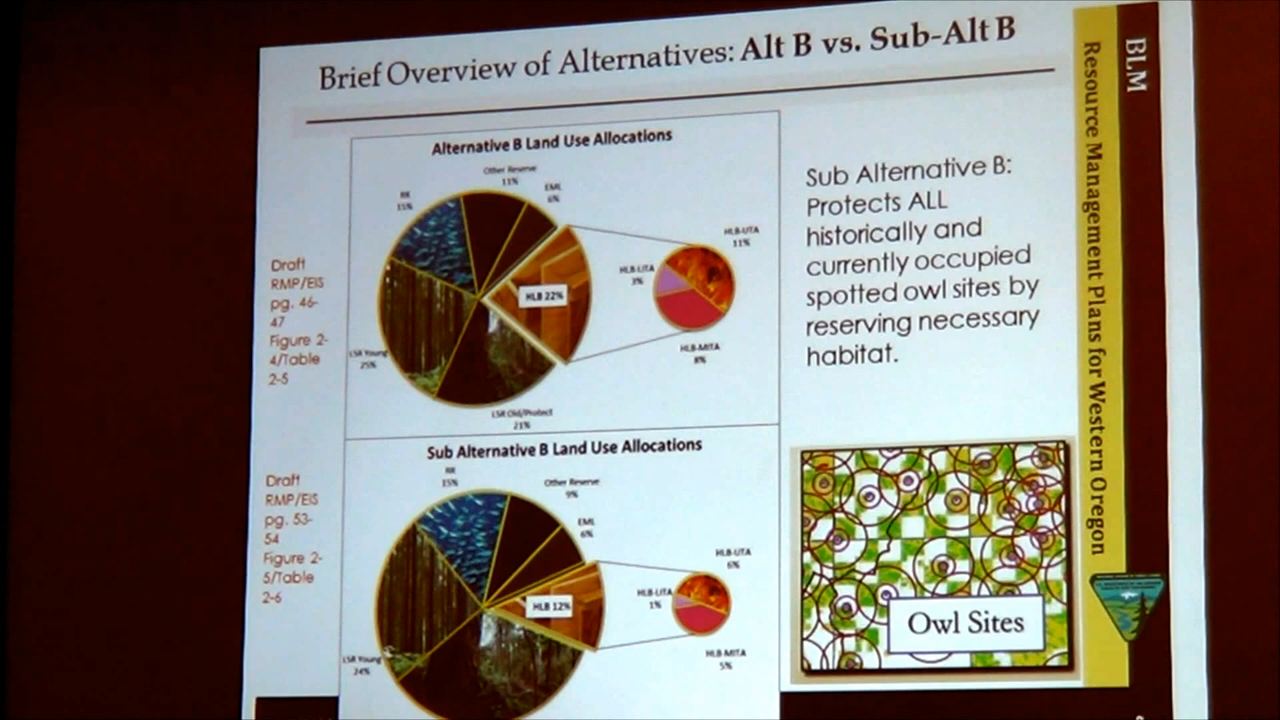 Brief Overview of Alternatives: Alt B vs. Sub-Alt B
BLM
Resource Management Plans for Western Oregon
Draft
RMP/EIS
pg. 46-
47
Figure 2-
4/Table
2-5
Alternative B Land Use Allocations
Other Reserve
11%
EML
6%
RR
15%
HLB 22%
HLB-UTA
11%
HLB-LITA
3%
HLB-MITA
8%
LSR Young
25%
LSR Old/Protect
21%
Sub Alternative B:
Protects ALL
historically and
currently occupied
spotted owl sites by
reserving necessary
habitat.
Draft
RMP/EIS
pg. 53-
54
Figure 2-
5/Table
2-6
Sub Alternative B Land Use Allocations
RR
15%
Other Reserve
9%
EML
6%
HLB 12%
HLB-UTA
6%
HLB-LITA
1%
HLB-MITA
5%
LSR Young
24%
Owl Sites